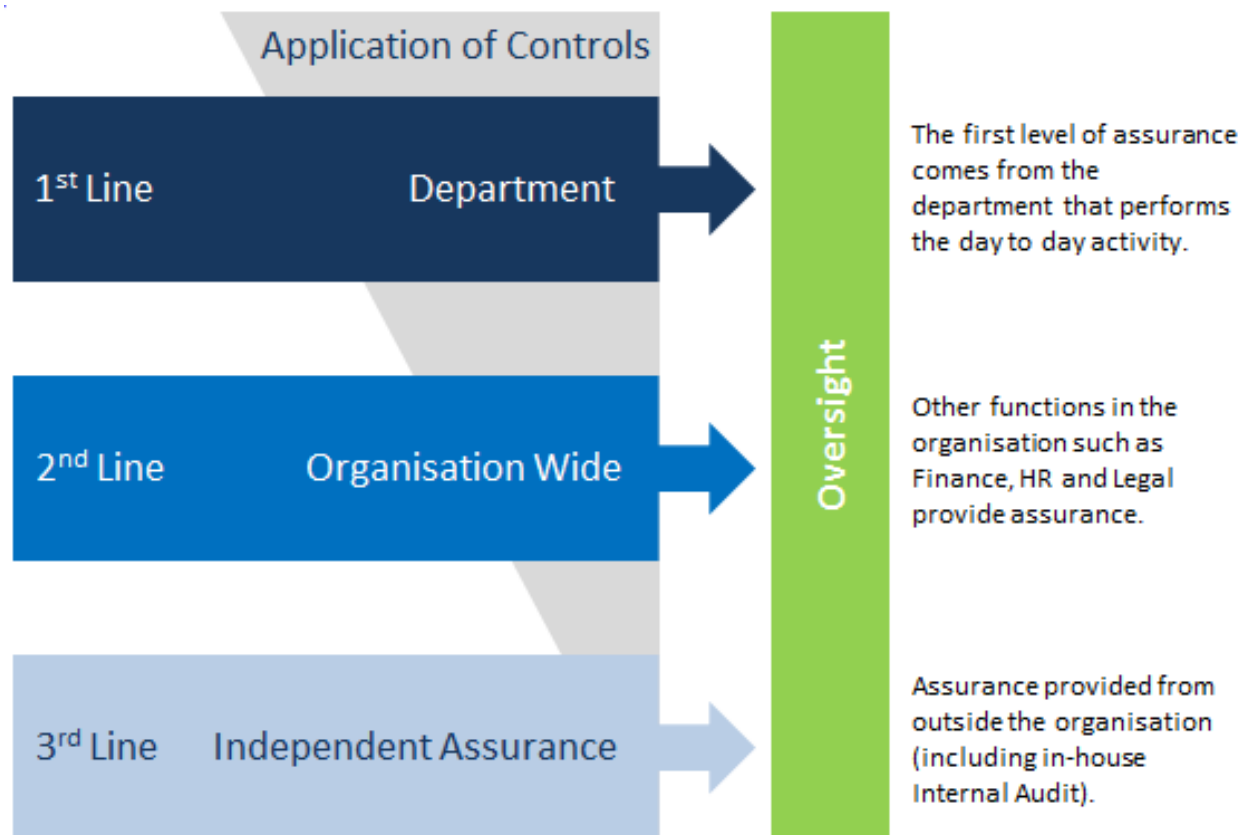 Application of Controls
1st Line Department
The first level of assurance
comes from the
department that performs
the day to day activity.
2nd Line Organisation Wide
Oversight
Other functions in the
organisation such as
Finance, HR and Legal
provide assurance.
3rd Line Independent Assurance
Assurance provided from
outside the organisation
(including in-house
Internal Audit).